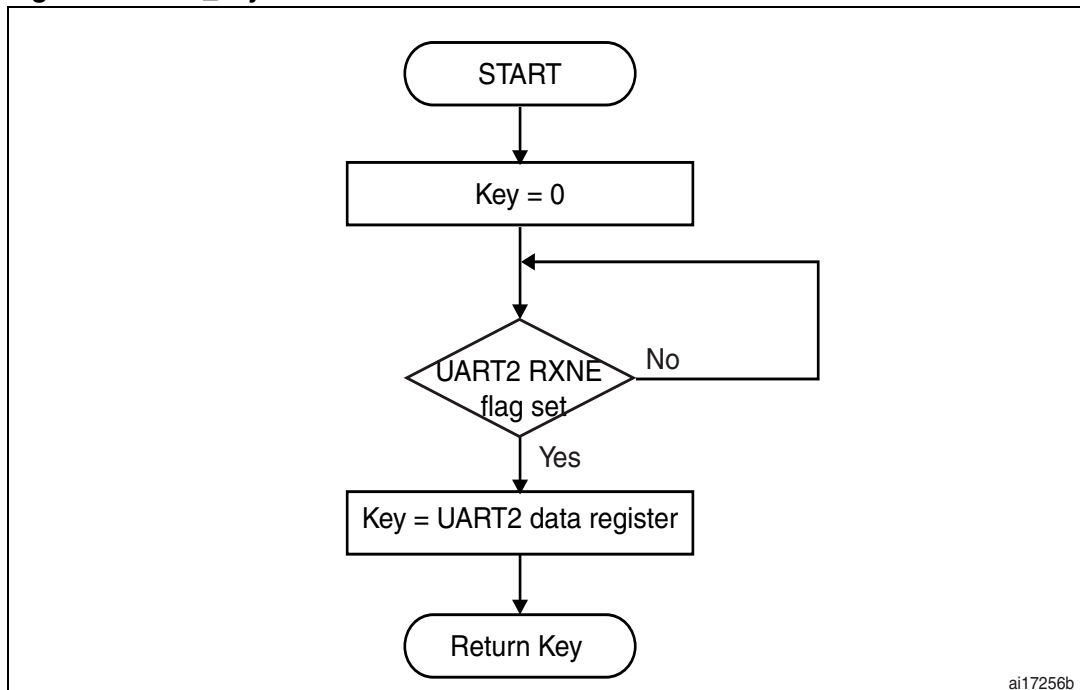 START
Key = 0
UART2 RXNE
flag set
No
Yes
Key = UART2 data register
Return Key
ai17256b